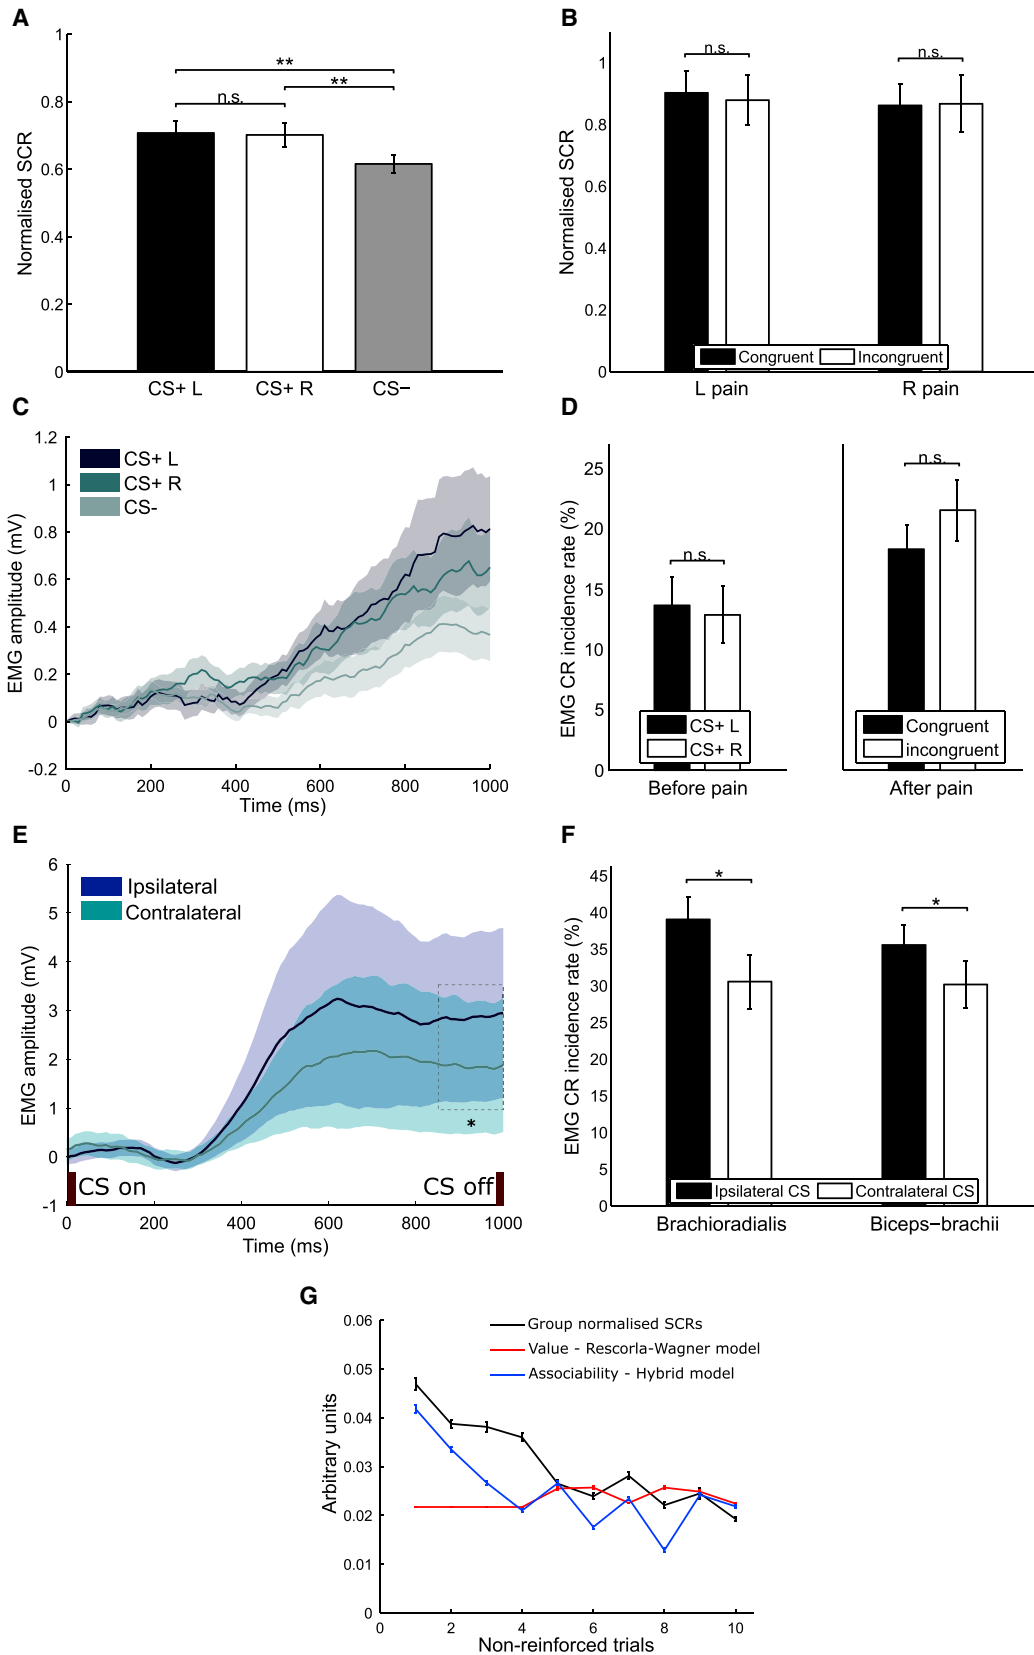 A
Normalised SCR
1
0.8
0.6
0.4
0.2
0
**
**
n.s.
CS+ L
CS+ R
CS−
B
Normalised SCR
1
0.8
0.6
0.4
0.2
0
n.s.
n.s.
Congruent
Incongruent
L pain
R pain
C
EMG amplitude (mV)
1.2
1
0.8
0.6
0.4
0.2
0
-0.2
CS+ L
CS+ R
CS-
0
200
400
600
800
1000
Time (ms)
D
EMG CR incidence rate (%)
25
20
15
10
5
0
n.s.
n.s.
CS+ L
CS+ R
Congruent
incongruent
Before pain
After pain
E
EMG amplitude (mV)
6
5
4
3
2
1
0
-1
Ipsilateral
Contralateral
*
CS on
CS off
0
200
400
600
800
1000
Time (ms)
F
EMG CR incidence rate (%)
45
40
35
30
25
20
15
10
5
0
*
*
Ipsilateral CS
Contralateral CS
Brachioradialis
Biceps−brachii
G
Arbitrary units
0.06
0.05
0.04
0.03
0.02
0.01
0
Group normalised SCRs
Value - Rescorla-Wagner model
Associability - Hybrid model
0
2
4
6
8
10
Non-reinforced trials